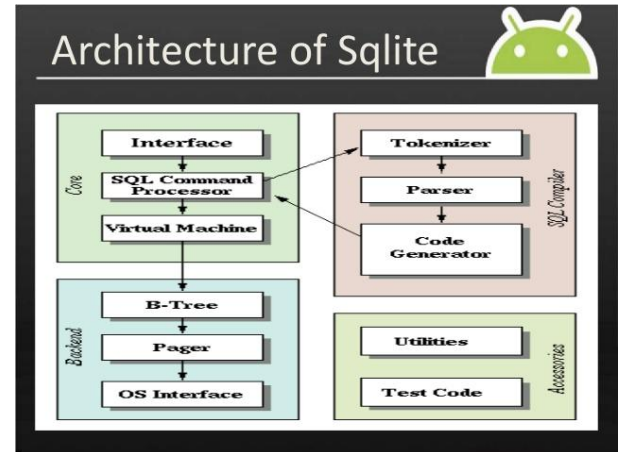 Architecture of Sqlite
Core
Interface
SQL Command
Processor
Virtual Machine
Backend
B-Tree
Pager
OS Interface
SQL Compiler
Tokenizer
Parser
Code
Generator
Accessories
Utilities
Test Code